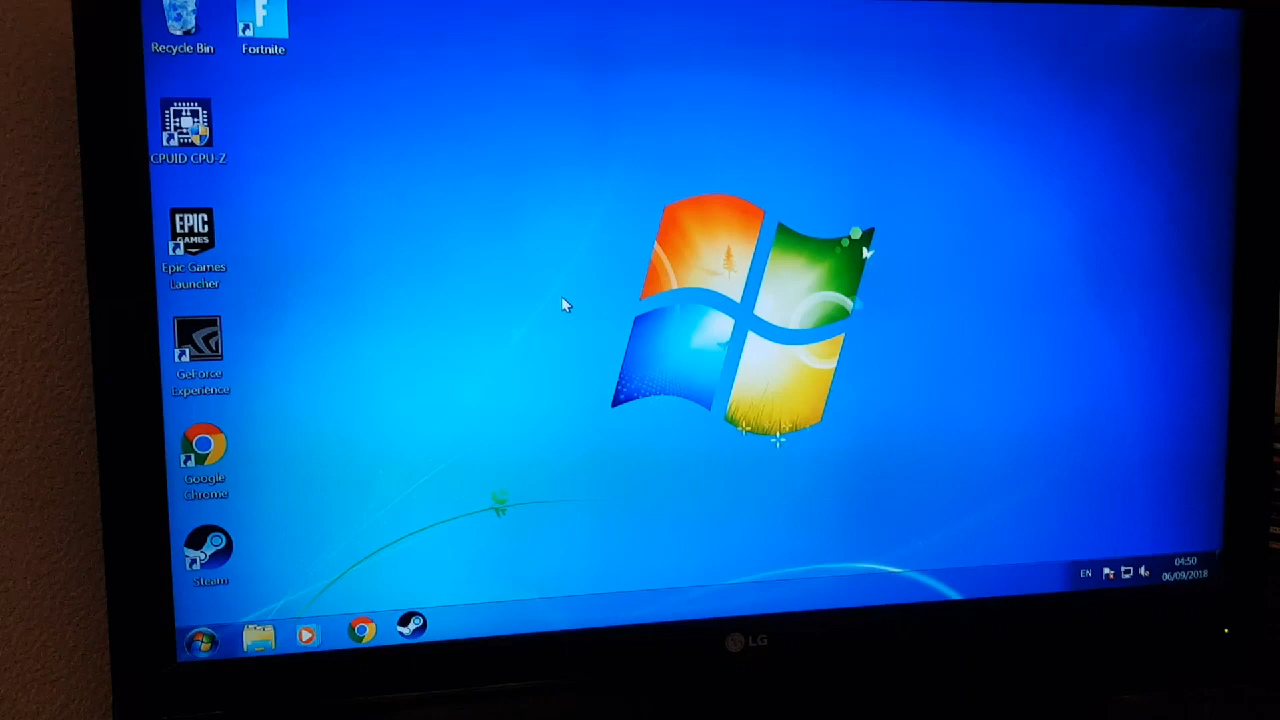 Recycle Bin
Fortnite
F
CPUID CPU-Z
EPIC
GAMES
Epic Games
Launcher
GeForce
Experience
Google
Chrome
Steam
EN
04:50
06/09/2018
LG